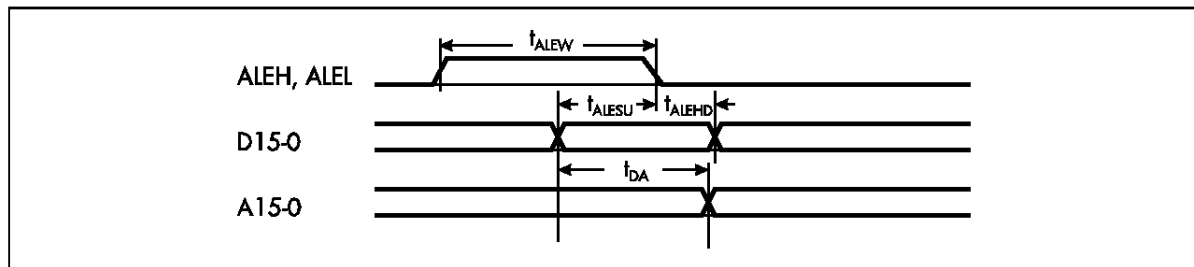 tALEW
ALEH, ALEL
tALESU tALEHD
D15-0
tDA
A15-0